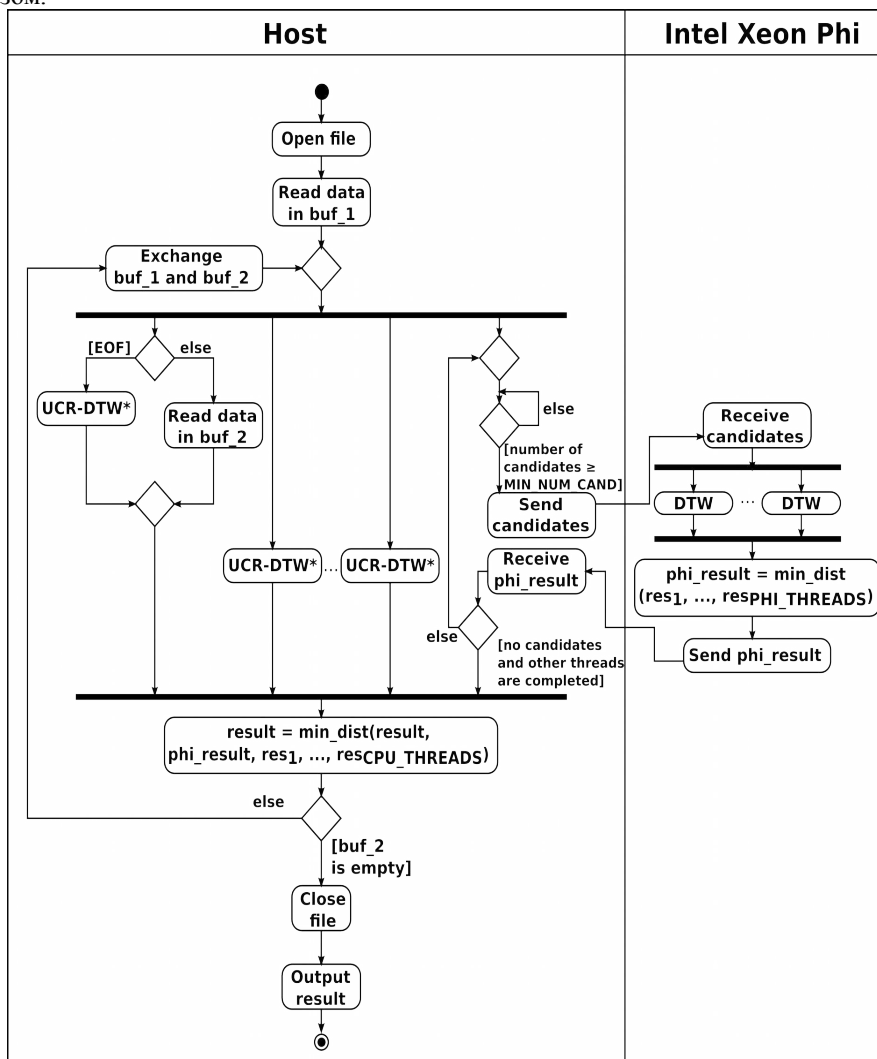 зом.
Host
Intel Xeon Phi
Open file
Read data
in buf_1
Exchange
buf_1 and buf_2
[EOF]
else
UCR-DTW*
Read data
in buf_2
UCR-DTW*
...
UCR-DTW*
else
[number of
candidates ≥
MIN_NUM_CAND]
Send
candidates
Receive
phi_result
else
[no candidates
and other threads
are completed]
Receive
candidates
DTW
...
DTW
phi_result = min_dist
(res1, ..., resPHI_THREADS)
Send phi_result
result = min_dist(result,
phi_result, res1, ..., resCPU_THREADS)
else
[buf_2
is empty]
Close
file
Output
result